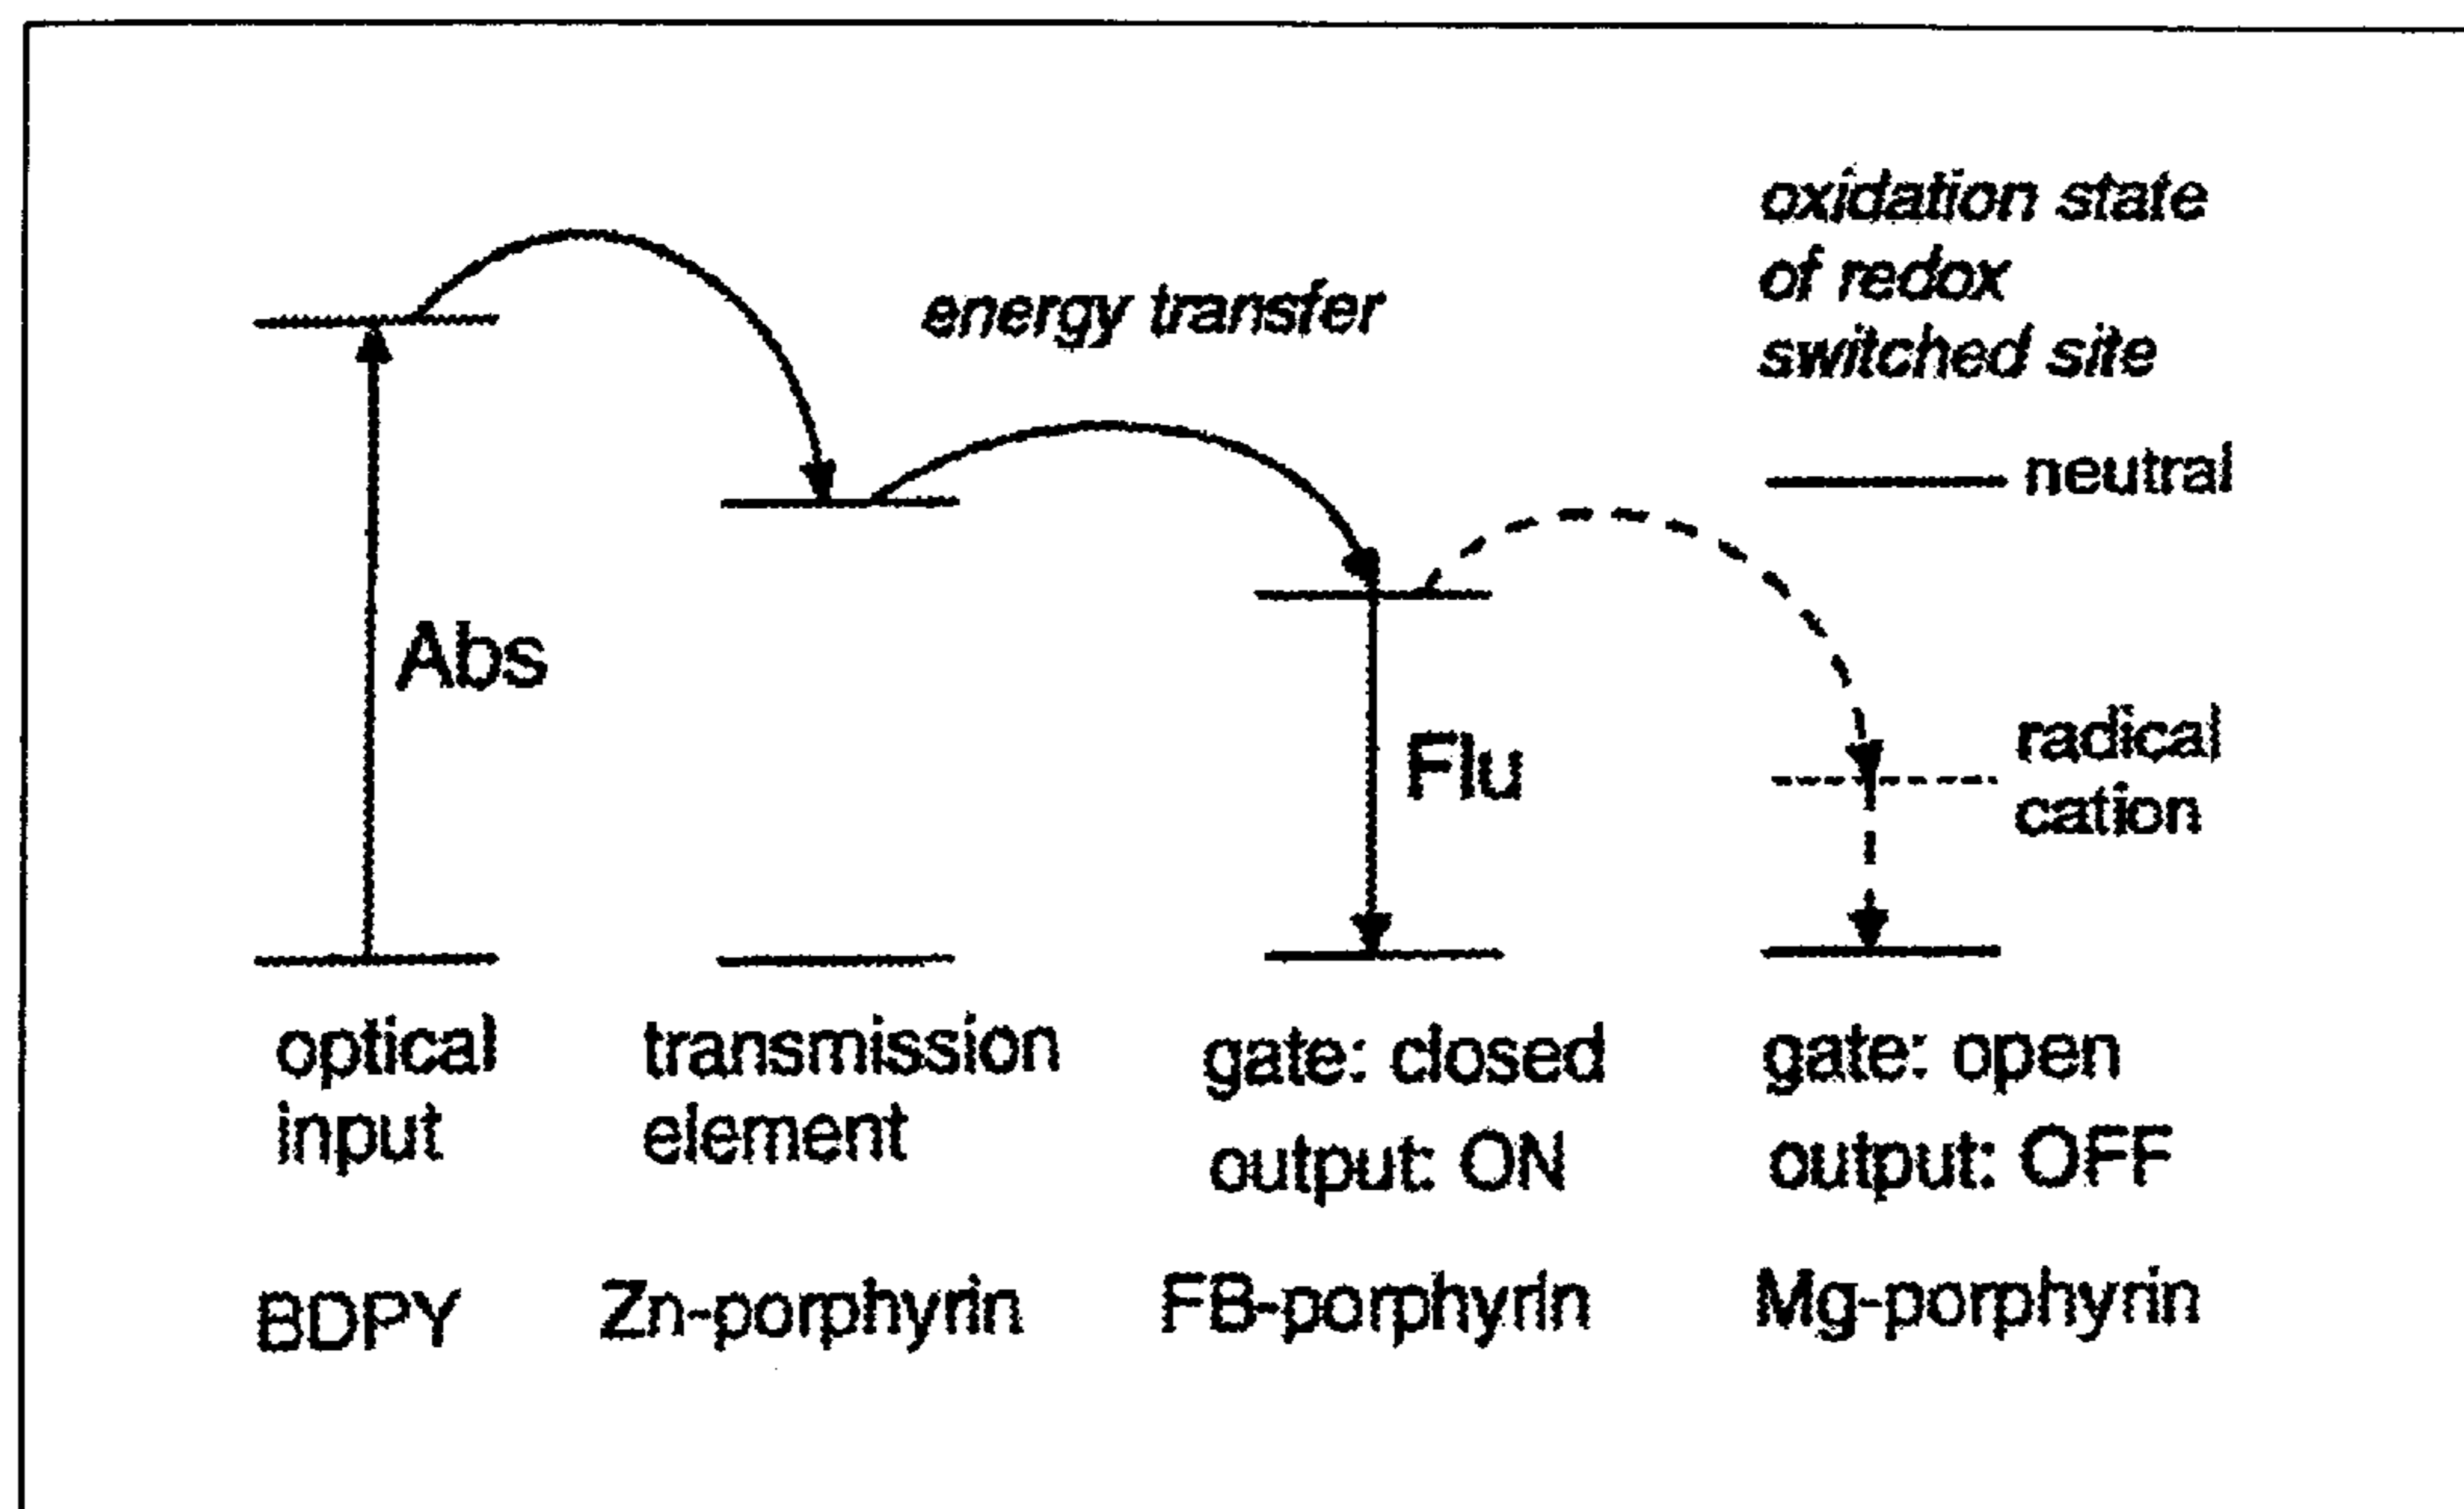 oxidation state
of redox
switched site
energy transfer
neutral
Abs
Flu
radical
cation
optical
input
transmission
element
gate: closed
output: ON
gate: open
output: OFF
BDPY
Zn-porphyrin
FB-porphyrin
Mg-porphyrin